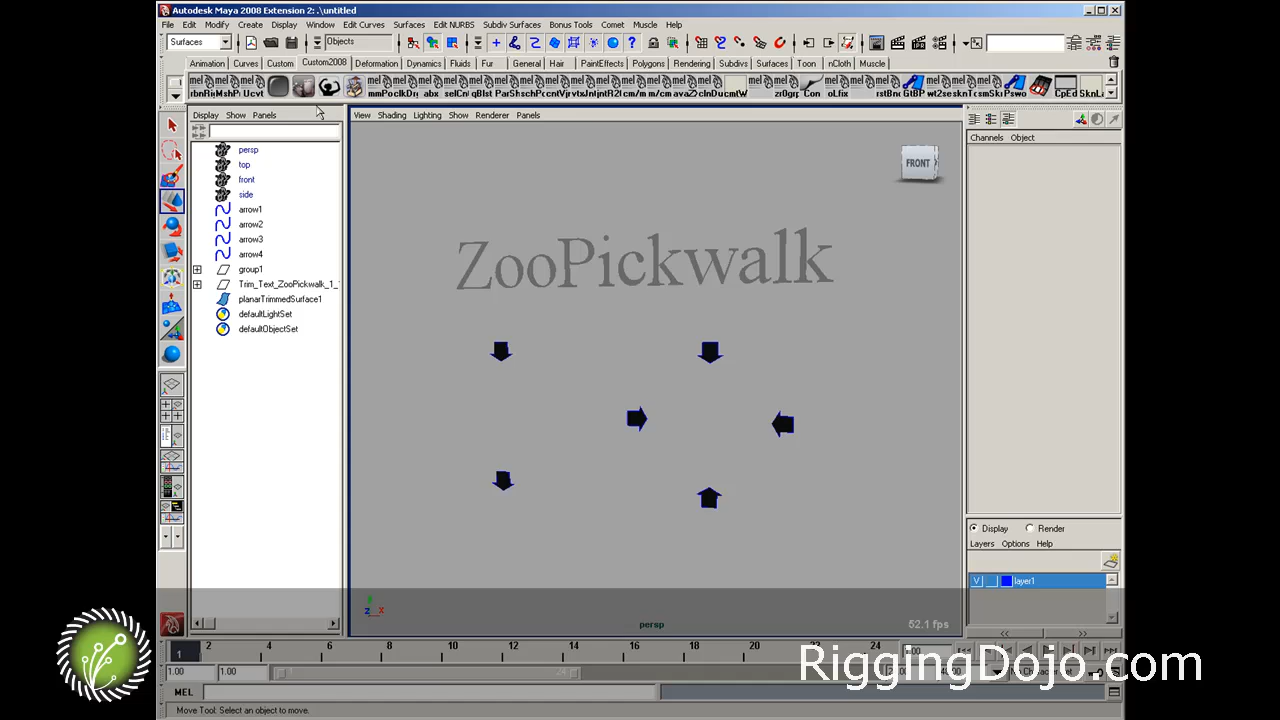 Autodesk Maya 2008 Extension 2: .\untitled
File Edit Modify Create Display Window Edit Curves Surfaces Edit NURBS Subdiv Surfaces Bonus Tools Comet Muscle Help
Surfaces Objects
Animation Curves Custom Custom2008 Deformation Dynamics Fluids Fur General Hair PaintEffects Polygons Rendering Subdivs Surfaces Toon nCloth Muscle
Display Show Panels
View Shading Lighting Show Renderer Panels
Channels Object
persp
top
front
side
arrow1
arrow2
arrow3
arrow4
group1
Trim_Text_ZooPickwalk_1_
planarTrimmedSurface1
defaultLightSet
defaultObjectSet
FRONT
ZooPickwalk
persp
52.1 fps
Display Render
Layers Options Help
V layer1
1 2 4 6 8 10 12 14 16 18 20 22 24
1.00 1.00 24
RiggingDojo.com
MEL
Move Tool: Select an object to move.